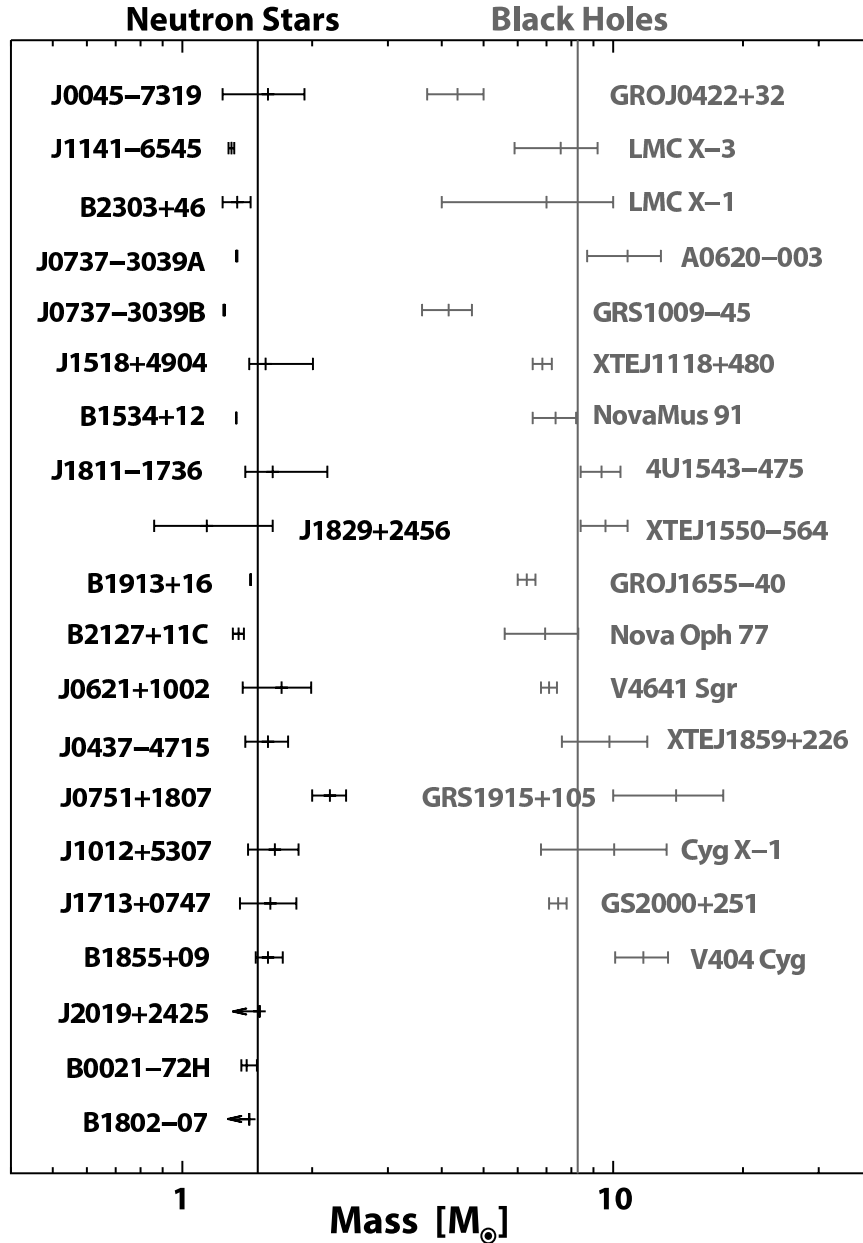 Neutron Stars Black Holes
J0045−7319 GROJ0422+32
J1141−6545 LMC X−3
B2303+46 LMC X−1
J0737−3039A A0620−003
J0737−3039B GRS1009−45
J1518+4904 XTEJ1118+480
B1534+12 NovaMus 91
J1811−1736 4U1543−475
J1829+2456 XTEJ1550−564
B1913+16 GROJ1655−40
B2127+11C Nova Oph 77
J0621+1002 V4641 Sgr
J0437−4715 XTEJ1859+226
J0751+1807 GRS1915+105
J1012+5307 Cyg X−1
J1713+0747 GS2000+251
B1855+09 V404 Cyg
J2019+2425
B0021−72H
B1802−07
1 10
Mass [M⊙]